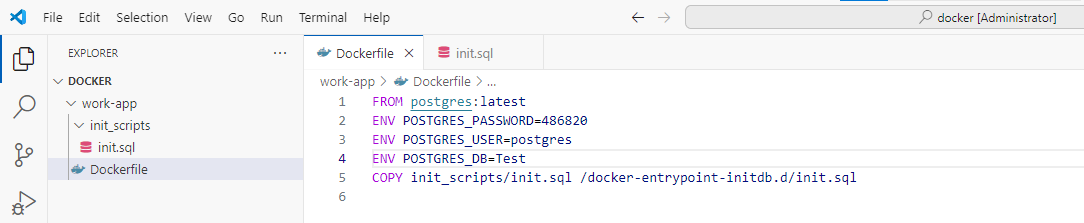 File Edit Selection View Go Run Terminal Help
docker [Administrator]
EXPLORER
DOCKER
work-app
init_scripts
init.sql
Dockerfile
Dockerfile
init.sql
work-app > Dockerfile > ...
1 FROM postgres:latest
2 ENV POSTGRES_PASSWORD=486820
3 ENV POSTGRES_USER=postgres
4 ENV POSTGRES_DB=Test
5 COPY init_scripts/init.sql /docker-entrypoint-initdb.d/init.sql
6